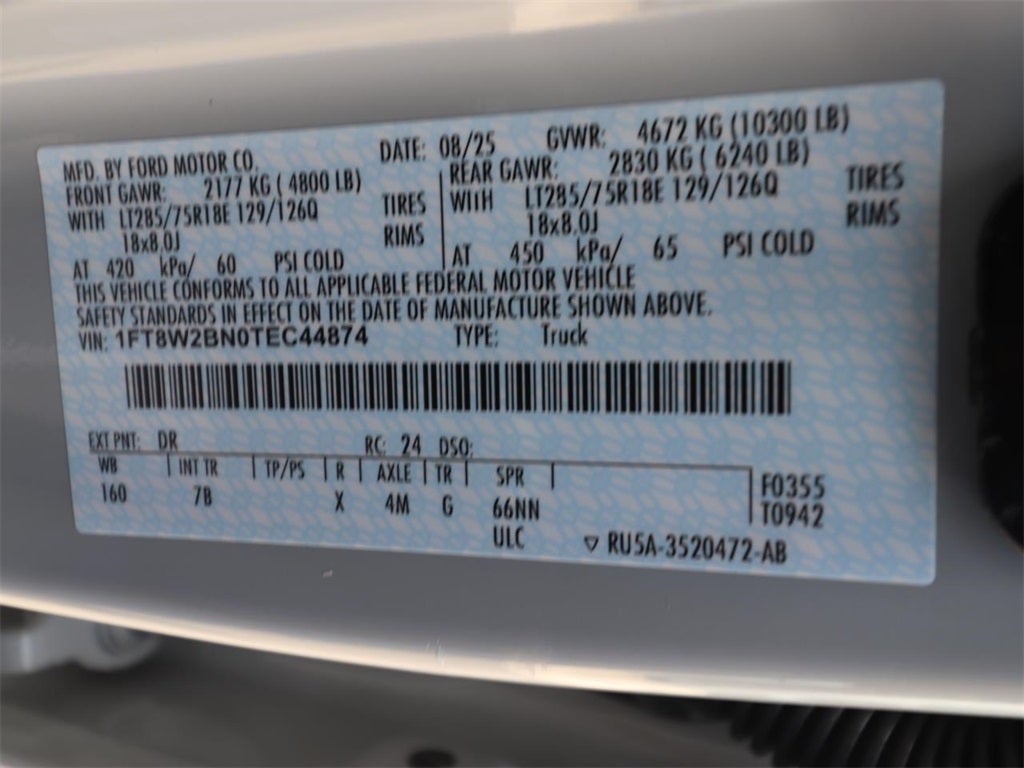 MFD. BY FORD MOTOR CO. DATE: 08/25 GVWR: 4672 KG (10300 LB)
FRONT GAWR: 2177 KG ( 4800 LB) REAR GAWR: 2830 KG ( 6240 LB)
WITH LT285/75R18E 129/126Q TIRES WITH LT285/75R18E 129/126Q TIRES
18x8.0J RIMS 18x8.0J RIMS
AT 420 kPa/ 60 PSI COLD AT 450 kPa/ 65 PSI COLD
THIS VEHICLE CONFORMS TO ALL APPLICABLE FEDERAL MOTOR VEHICLE
SAFETY STANDARDS IN EFFECT ON THE DATE OF MANUFACTURE SHOWN ABOVE.
VIN: 1FT8W2BN0TEC44874 TYPE: Truck
EXT PNT: DR RC: 24 DSO:
WB | INT TR | TP/PS | R | AXLE | TR | SPR | F0355
160 7B X 4M G 66NN T0942
ULC ▽ RU5A-3520472-AB